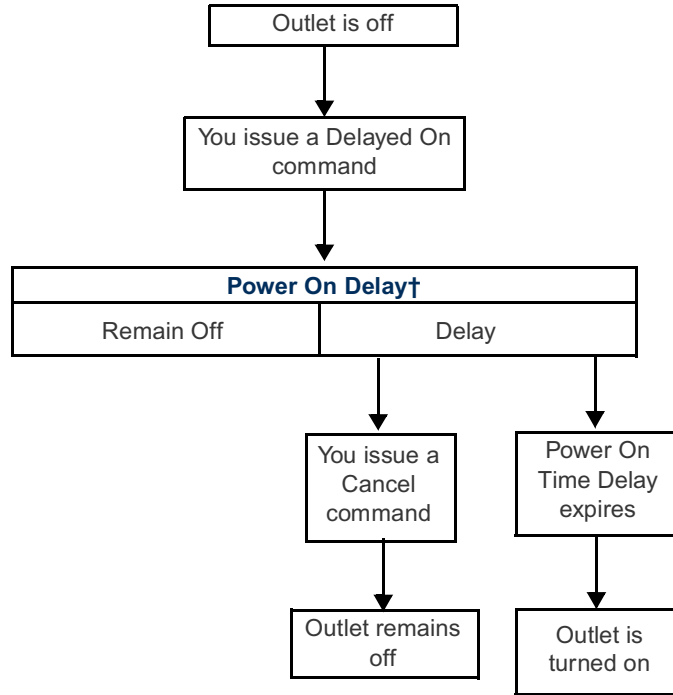 Outlet is off
You issue a Delayed On
command
Power On Delay†
Remain Off
Delay
You issue a
Cancel
command
Power On
Time Delay
expires
Outlet remains
off
Outlet is
turned on